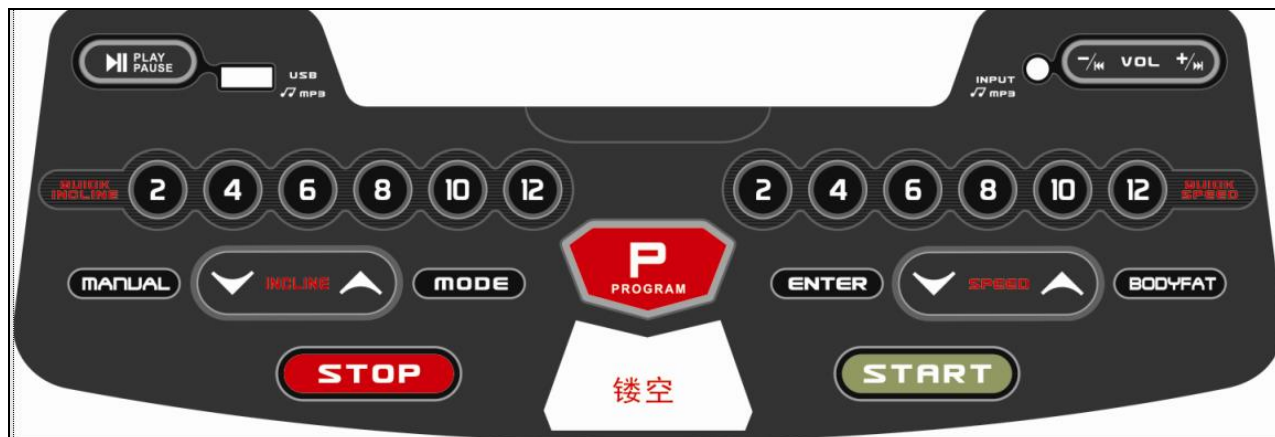 PLAY
PAUSE
USB
MP3
INPUT
MP3
−/ VOL +/
QUICK
INCLINE
2 4 6 8 10 12
2 4 6 8 10 12
QUICK
SPEED
MANUAL
INCLINE
MODE
P
PROGRAM
ENTER
SPEED
BODYFAT
STOP
镂空
START